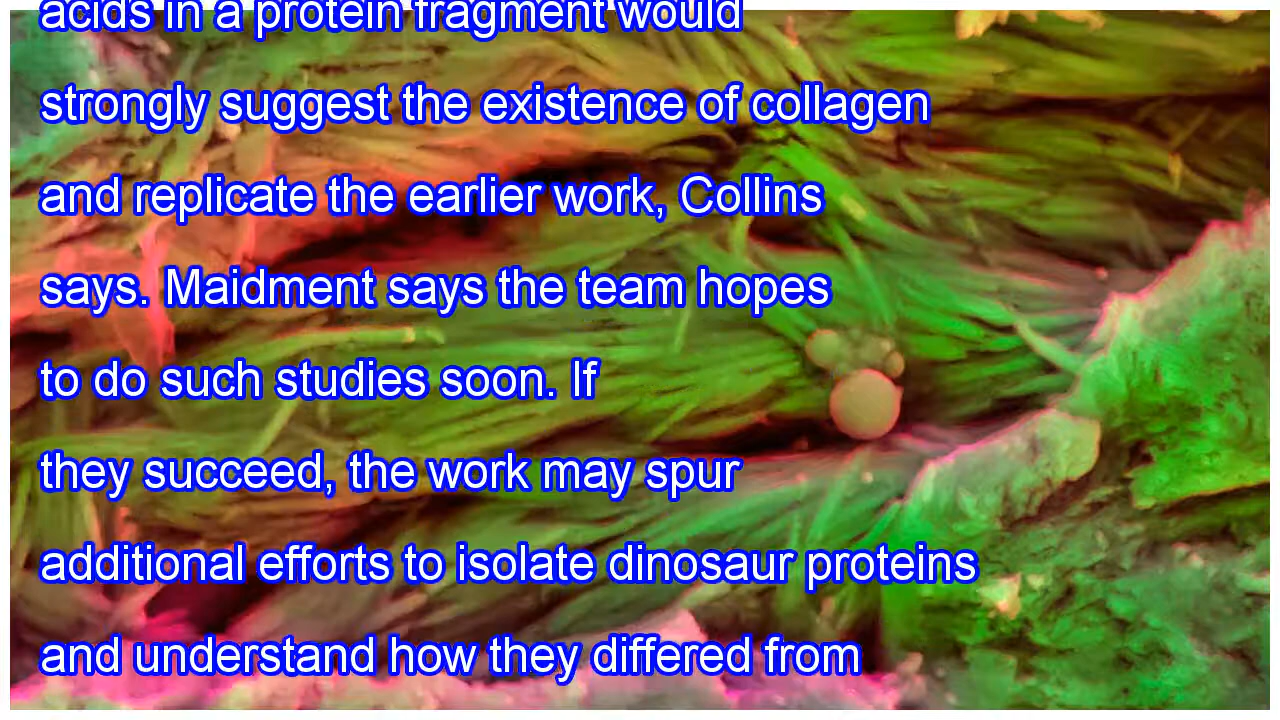 acids in a protein fragment would
strongly suggest the existence of collagen
and replicate the earlier work, Collins
says. Maidment says the team hopes
to do such studies soon. If
they succeed, the work may spur
additional efforts to isolate dinosaur proteins
and understand how they differed from